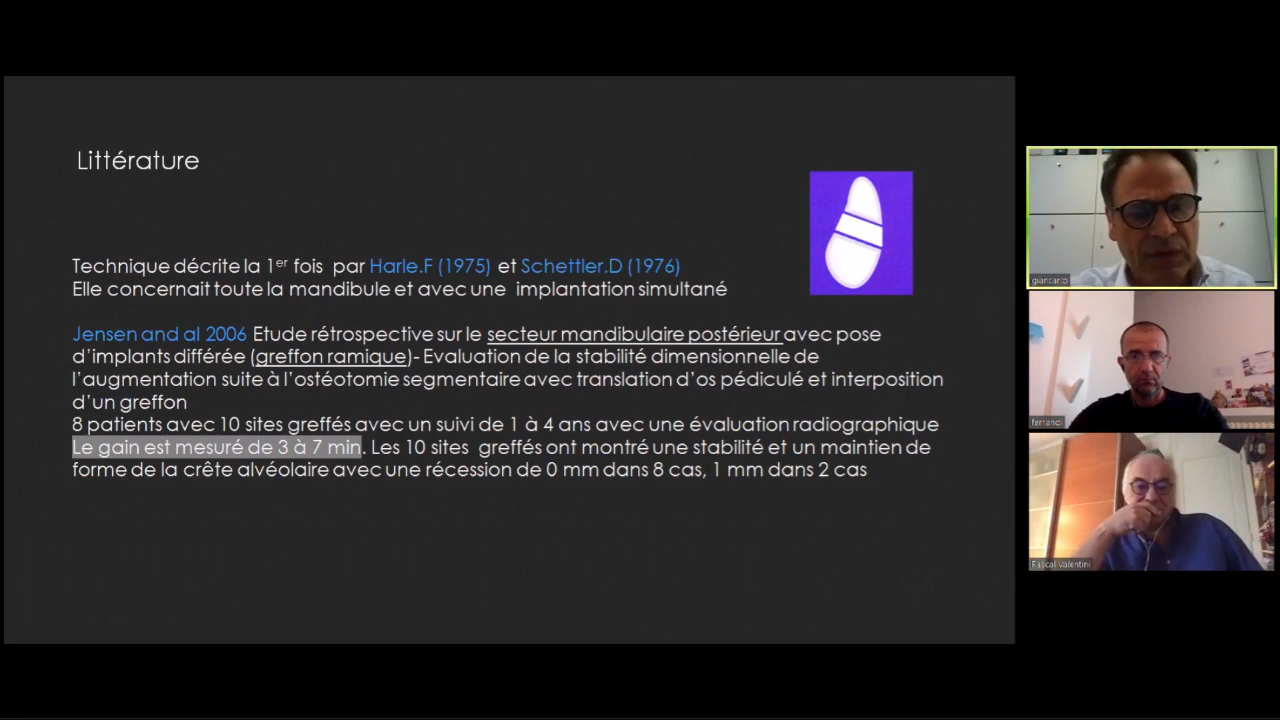 Littérature
Technique décrite la 1er fois par Harle.F (1975) et Schettler.D (1976)
Elle concernait toute la mandibule et avec une implantation simultané
Jensen and al 2006 Etude rétrospective sur le secteur mandibulaire postérieur avec pose
d'implants différée (greffon ramique)- Evaluation de la stabilité dimensionnelle de
l'augmentation suite à l'ostéotomie segmentaire avec translation d'os pédiculé et interposition
d'un greffon
8 patients avec 10 sites greffés avec un suivi de 1 à 4 ans avec une évaluation radiographique
Le gain est mesuré de 3 à 7 min. Les 10 sites greffés ont montré une stabilité et un maintien de
forme de la crête alvéolaire avec une récession de 0 mm dans 8 cas, 1 mm dans 2 cas
giancarlo
Pascal Valentini